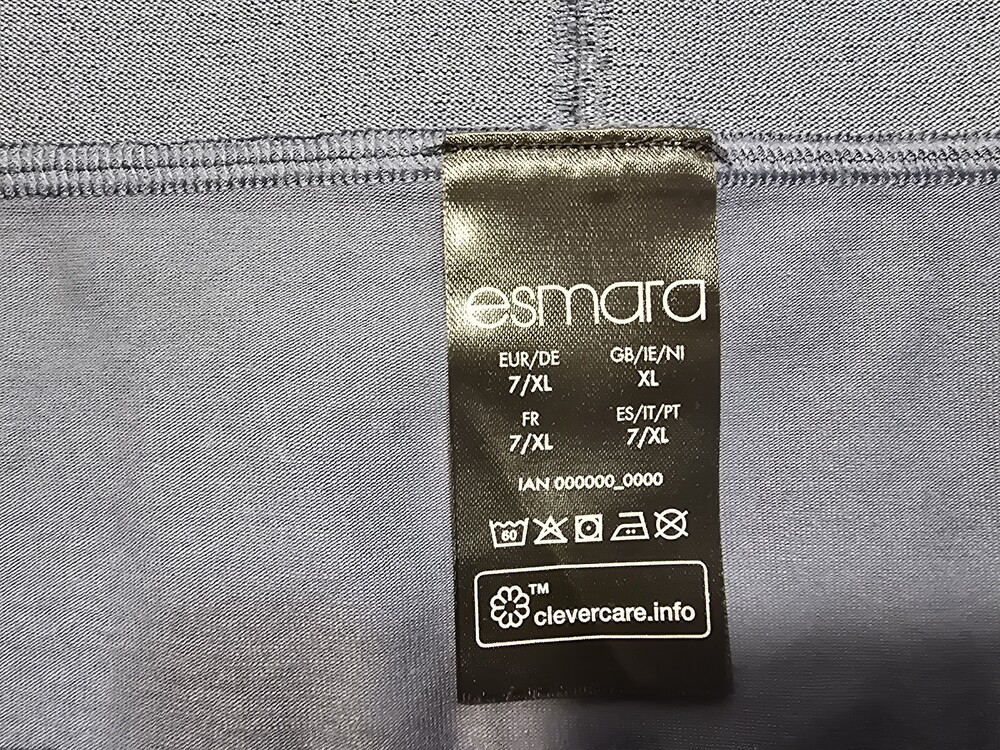 esmara
EUR/DE GB/IE/NI
7/XL XL
FR ES/IT/PT
7/XL 7/XL
IAN 000000_0000
60
TM
clevercare.info